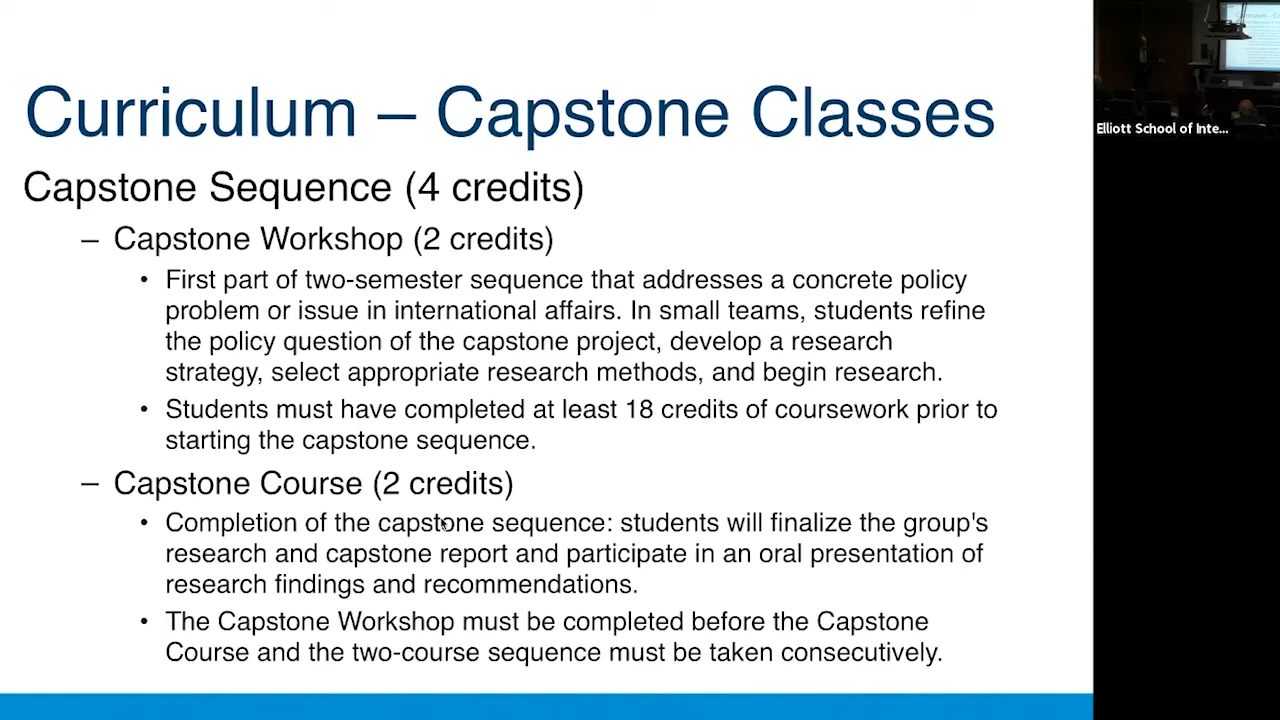 Curriculum – Capstone Classes
Capstone Sequence (4 credits)
– Capstone Workshop (2 credits)
• First part of two-semester sequence that addresses a concrete policy
problem or issue in international affairs. In small teams, students refine
the policy question of the capstone project, develop a research
strategy, select appropriate research methods, and begin research.
• Students must have completed at least 18 credits of coursework prior to
starting the capstone sequence.
– Capstone Course (2 credits)
• Completion of the capstone sequence: students will finalize the group's
research and capstone report and participate in an oral presentation of
research findings and recommendations.
• The Capstone Workshop must be completed before the Capstone
Course and the two-course sequence must be taken consecutively.
Elliott School of Inte...